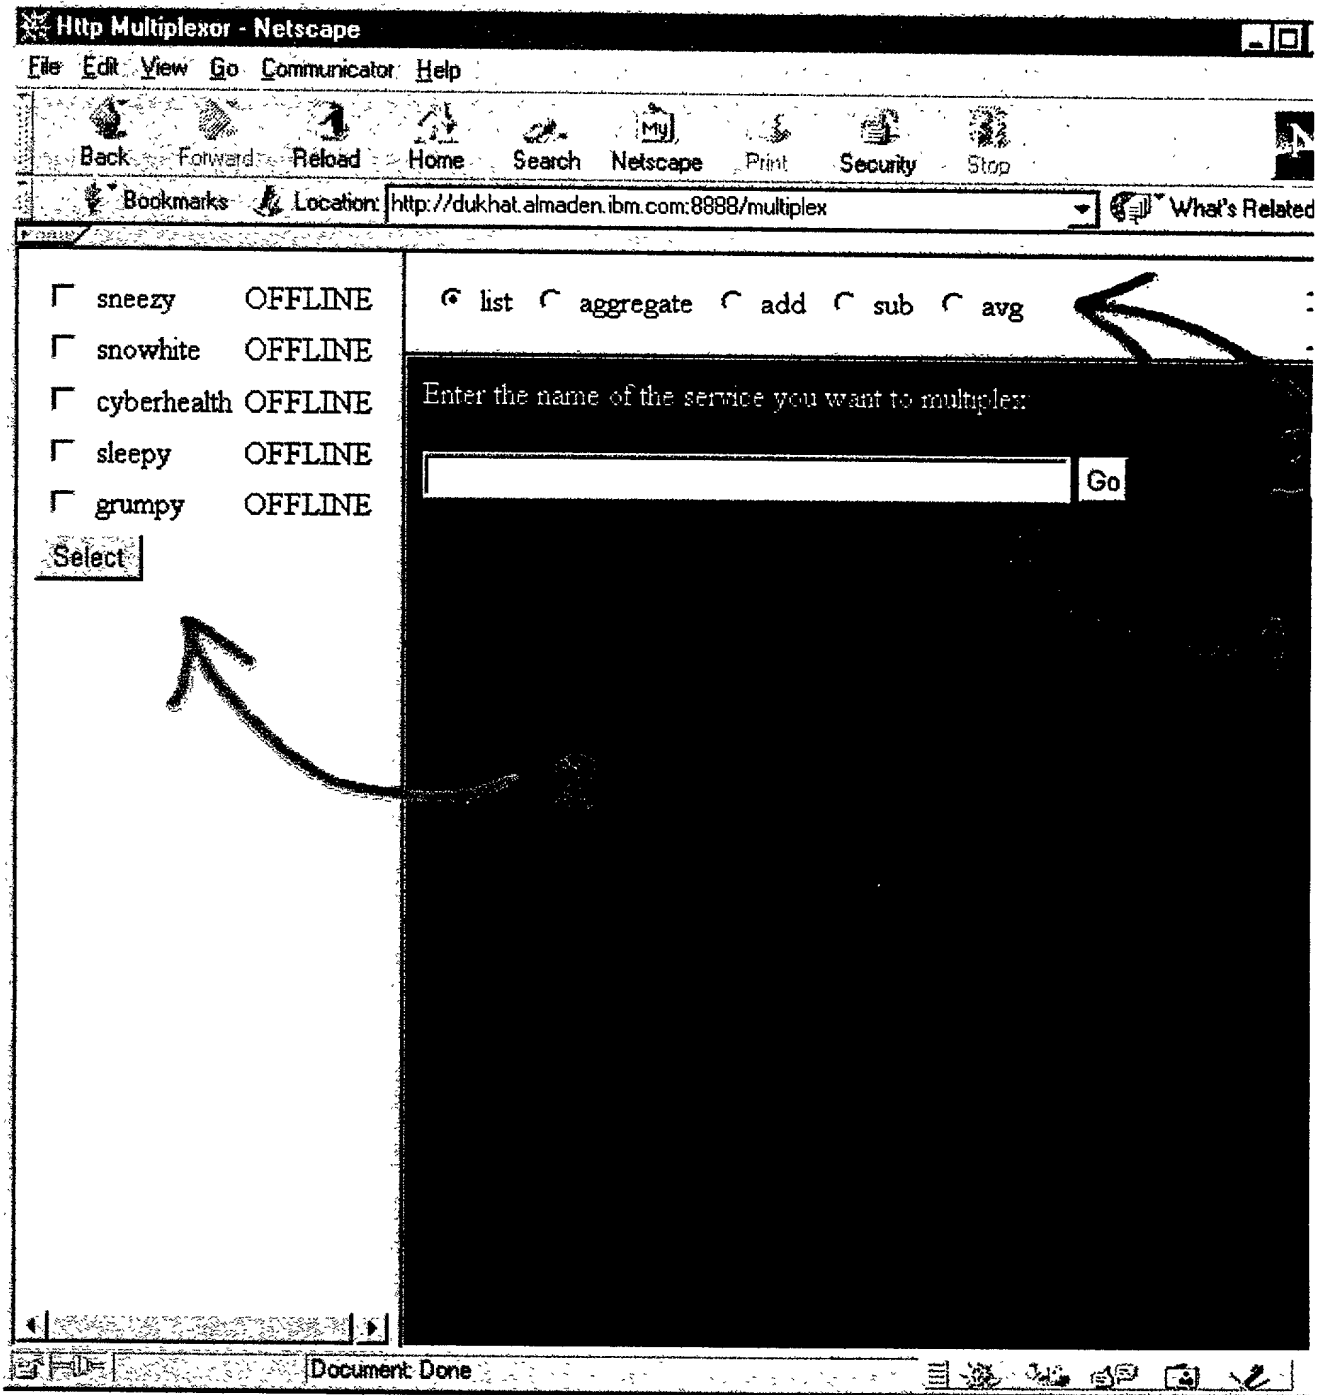 Http Multiplexor - Netscape
File Edit View Go Communicator Help
Back Forward Reload Home Search Netscape Print Security Stop
My
N
Bookmarks Location: http://dukhat.almaden.ibm.com:8888/multiplex What's Related
sneezy OFFLINE
snowhite OFFLINE
cyberhealth OFFLINE
sleepy OFFLINE
grumpy OFFLINE
Select
list aggregate add sub avg
Enter the name of the service you want to multiplex
Go
Document: Done